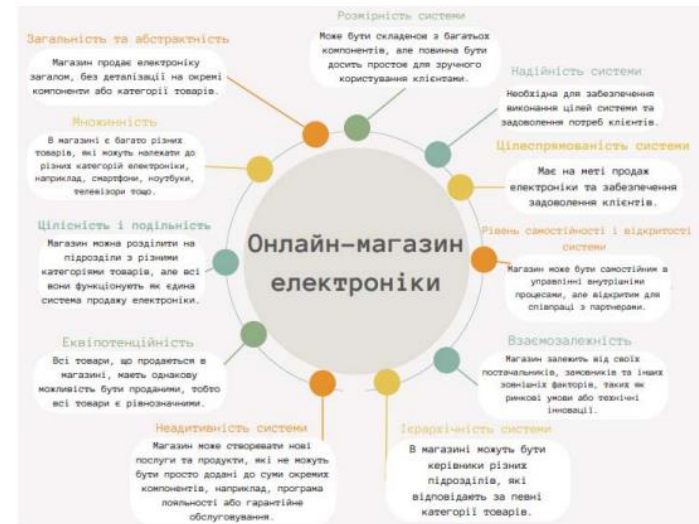 Розмірність системи
Може бути складеною з багатьох
компонентів, але повинна бути
досить простою для зручного
користування клієнтами.
Загальність та абстрактність
Магазин продає електроніку
загалом, без деталізації на окремі
компоненти або категорії товарів.
Надійність системи
Необхідна для забезпечення
виконання цілей системи та
задоволення потреб клієнтів.
Множинність
В магазині є багато різних
товарів, які можуть належати до
різних категорій електроніки,
наприклад, смартфони, ноутбуки,
телевізори тощо.
Цілеспрямованість системи
Має на меті продаж
електроніки та забезпечення
задоволення клієнтів.
Цілісність і подільність
Магазин можна розділити на
підрозділи з різними
категоріями товарів, але всі
вони функціонують як єдина
система продажу електроніки.
Онлайн-магазин
електроніки
Рівень самостійності і відкритості
системи
Магазин може бути самостійним в
управлінні внутрішніми
процесами, але відкритим для
співпраці з партнерами.
Еквіпотенційність
Всі товари, що продаються в
магазині, мають однакову
можливість бути проданими, тобто
всі товари є рівнозначними.
Взаємозалежність
Магазин залежить від своїх
постачальників, замовників та інших
зовнішніх факторів, таких як
ринкові умови або технічні
інновації.
Неадитивність системи
Магазин може створювати нові
послуги та продукти, які не можуть
бути просто додані до суми окремих
компонентів, наприклад, програма
лояльності або гарантійне
обслуговування.
Ієрархічність системи
В магазині можуть бути
керівники різних
підрозділів, які
відповідають за певні
категорії товарів.